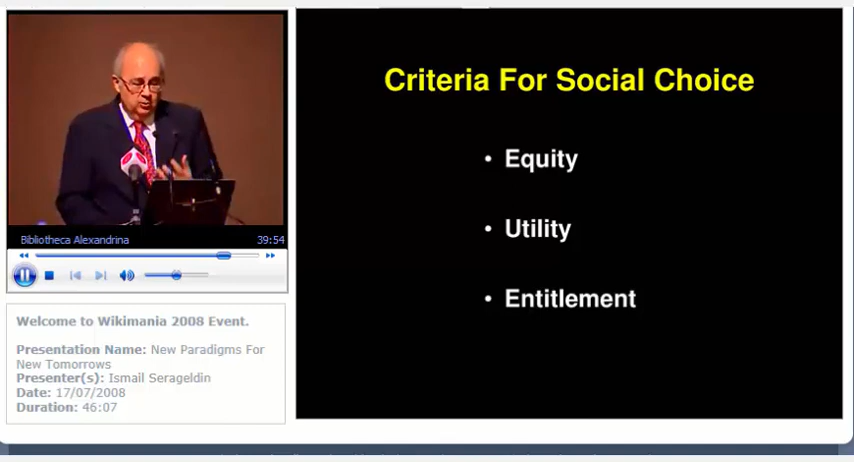 Bibliotheca Alexandrina 39:54
Welcome to Wikimania 2008 Event.
Presentation Name: New Paradigms For
New Tomorrows
Presenter(s): Ismail Serageldin
Date: 17/07/2008
Duration: 46:07
Criteria For Social Choice
• Equity
• Utility
• Entitlement